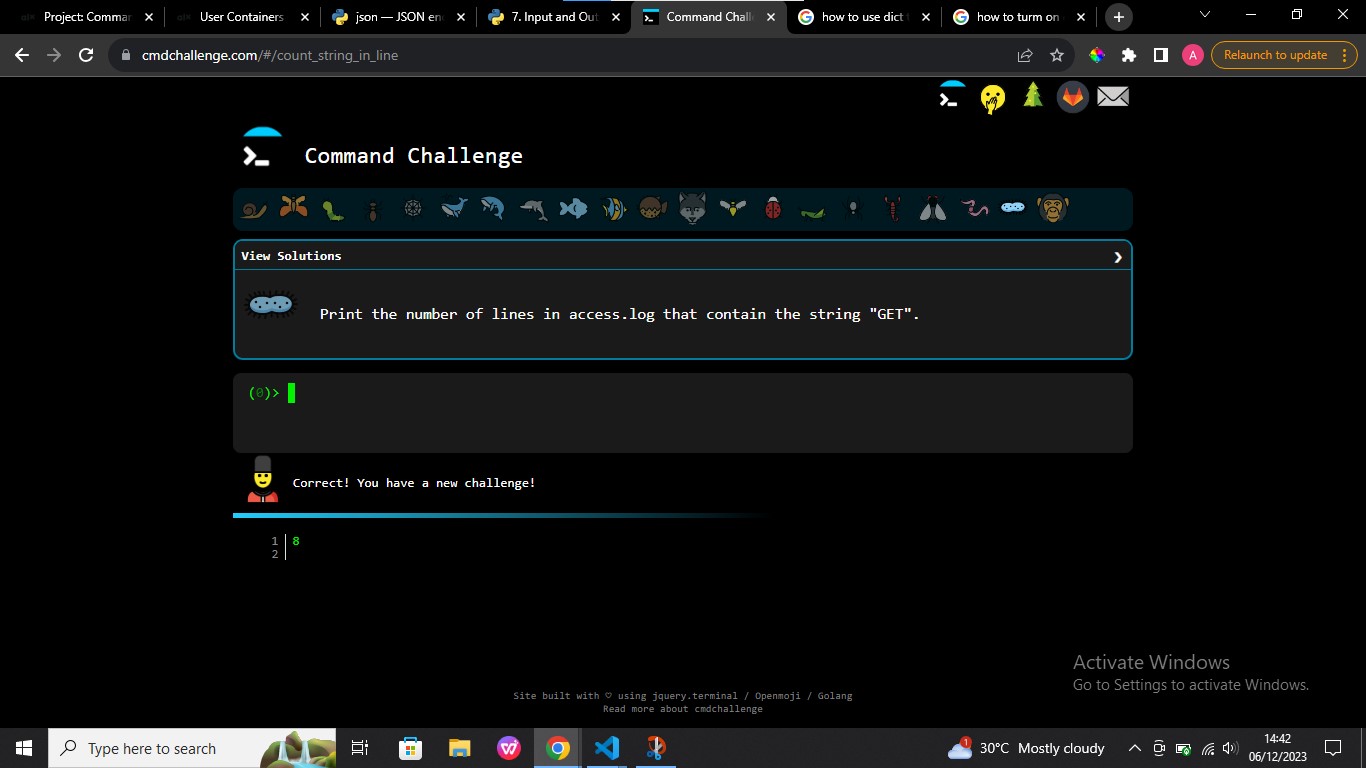 Project: Commar
User Containers
json — JSON en
7. Input and Out
Command Chall
how to use dict
how to turm on
cmdchallenge.com/#/count_string_in_line
A
Relaunch to update
Command Challenge
View Solutions
Print the number of lines in access.log that contain the string "GET".
(0)>
Correct! You have a new challenge!
1 8
2
Activate Windows
Go to Settings to activate Windows.
Site built with ♡ using jquery.terminal / Openmoji / Golang
Read more about cmdchallenge
Type here to search
1
30°C Mostly cloudy
14:42
06/12/2023